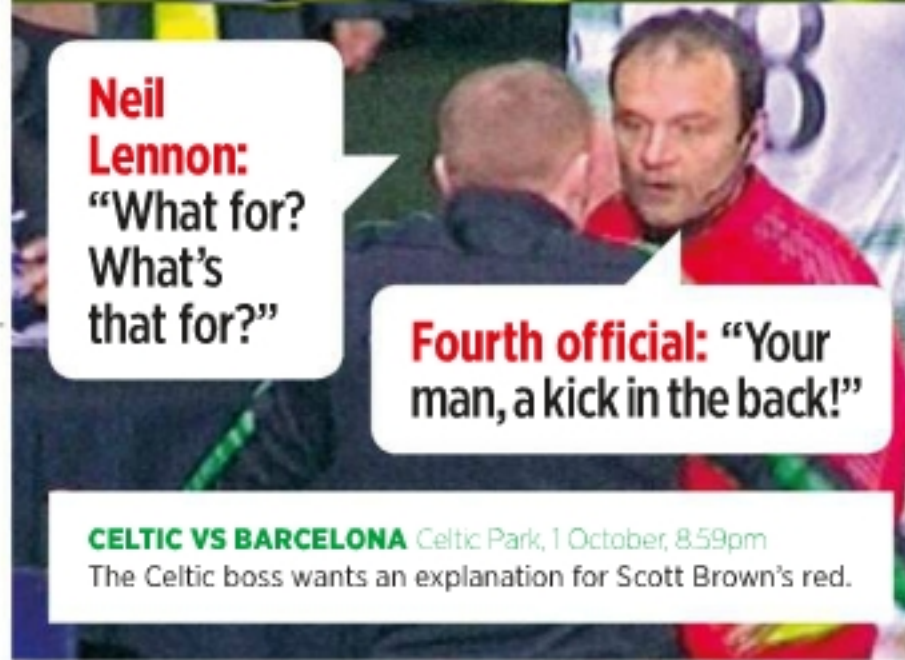 8
Neil
Lennon:
“What for?
What’s
that for?”
Fourth official: “Your
man, a kick in the back!”
CELTIC VS BARCELONA Celtic Park, 1 October, 8.59pm
The Celtic boss wants an explanation for Scott Brown’s red.